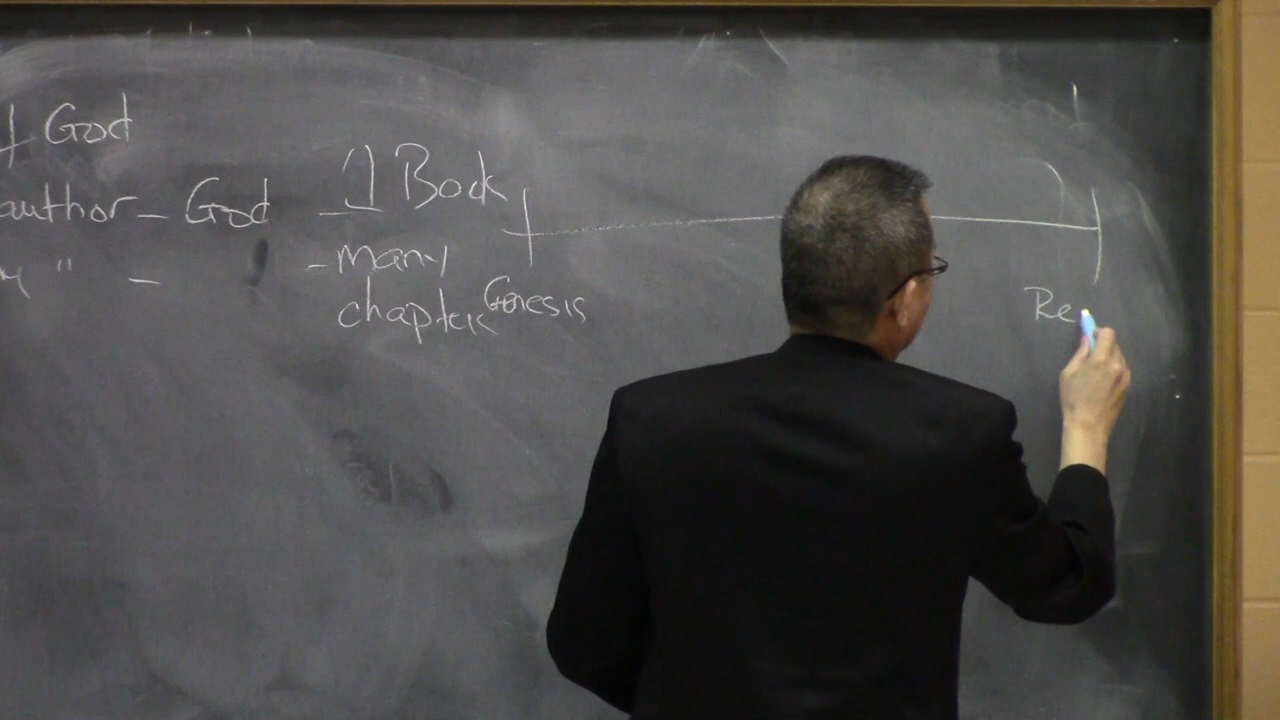 God
author - God
" -
1 Book
- many
chapters
Genesis
Re